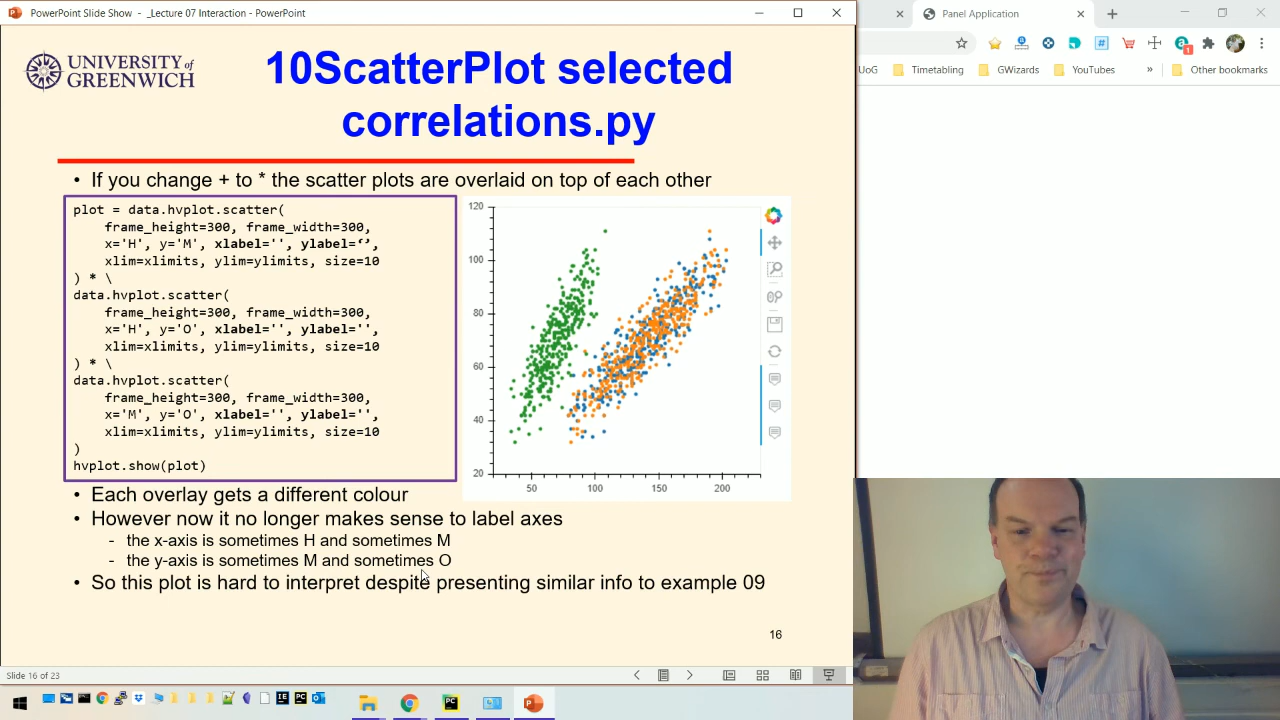 PowerPoint Slide Show - _Lecture 07 Interaction - PowerPoint
Panel Application
UNIVERSITY
of
GREENWICH
10ScatterPlot selected
correlations.py
UoG
Timetabling
GWizards
YouTubes
»
Other bookmarks
1
• If you change + to * the scatter plots are overlaid on top of each other
plot = data.hvplot.scatter(
frame_height=300, frame_width=300,
x='H', y='M', xlabel='', ylabel='',
xlim=xlimits, ylim=ylimits, size=10
) * \
data.hvplot.scatter(
frame_height=300, frame_width=300,
x='H', y='O', xlabel='', ylabel='',
xlim=xlimits, ylim=ylimits, size=10
) * \
data.hvplot.scatter(
frame_height=300, frame_width=300,
x='M', y='O', xlabel='', ylabel='',
xlim=xlimits, ylim=ylimits, size=10
)
hvplot.show(plot)
120
100
80
60
40
20
50 100 150 200
• Each overlay gets a different colour
• However now it no longer makes sense to label axes
- the x-axis is sometimes H and sometimes M
- the y-axis is sometimes M and sometimes O
• So this plot is hard to interpret despite presenting similar info to example 09
16
Slide 16 of 23
IE
PC
PC